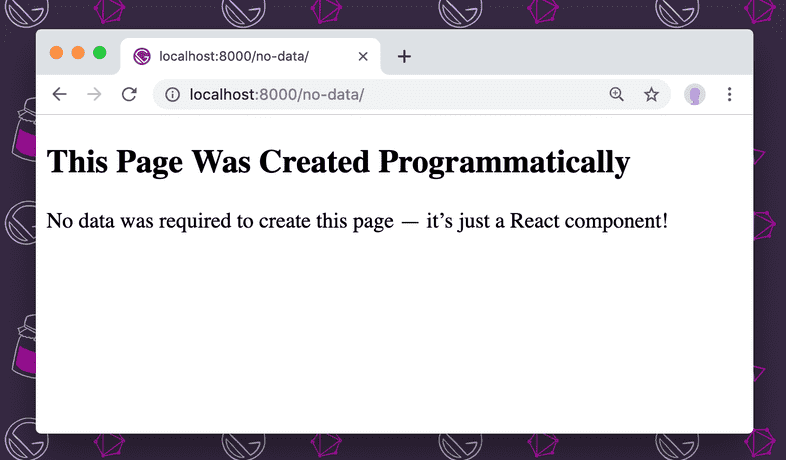 localhost:8000/no-data/
localhost:8000/no-data/
This Page Was Created Programmatically
No data was required to create this page — it’s just a React component!